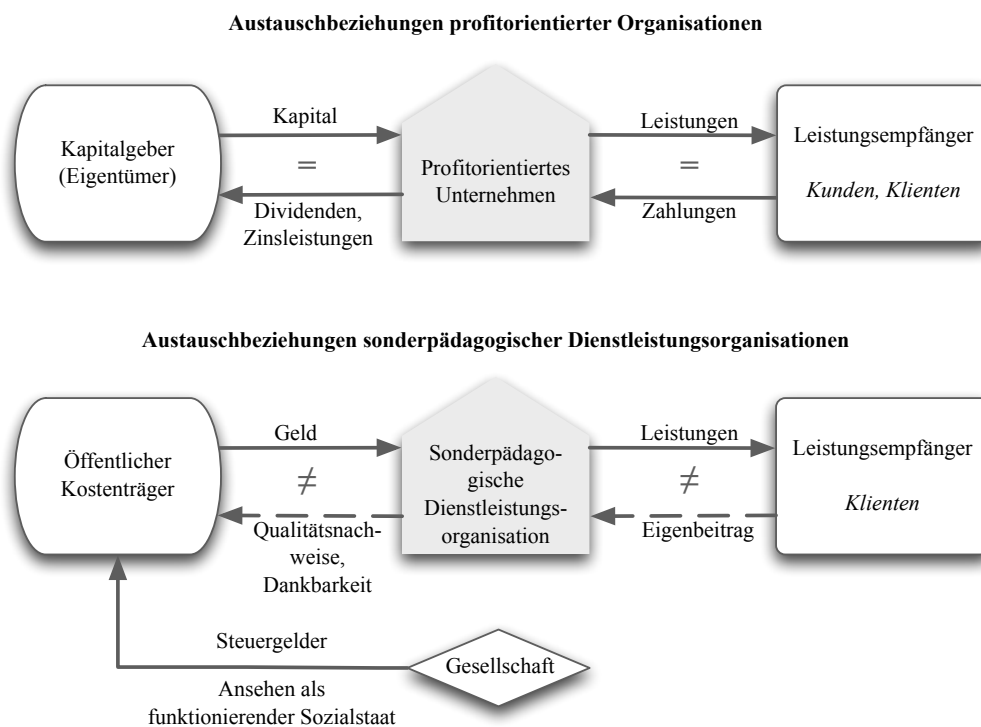 Austauschbeziehungen profitorientierter Organisationen
Kapitalgeber
(Eigentümer)
Kapital
=
Dividenden,
Zinsleistungen
Profitorientiertes
Unternehmen
Leistungen
=
Zahlungen
Leistungsempfänger
Kunden, Klienten
Austauschbeziehungen sonderpädagogischer Dienstleistungsorganisationen
Öffentlicher
Kostenträger
Geld
≠
Qualitätsnach-
weise,
Dankbarkeit
Sonderpädago-
gische
Dienstleistungs-
organisation
Leistungen
≠
Eigenbeitrag
Leistungsempfänger
Klienten
Steuergelder
Ansehen als
funktionierender Sozialstaat
Gesellschaft